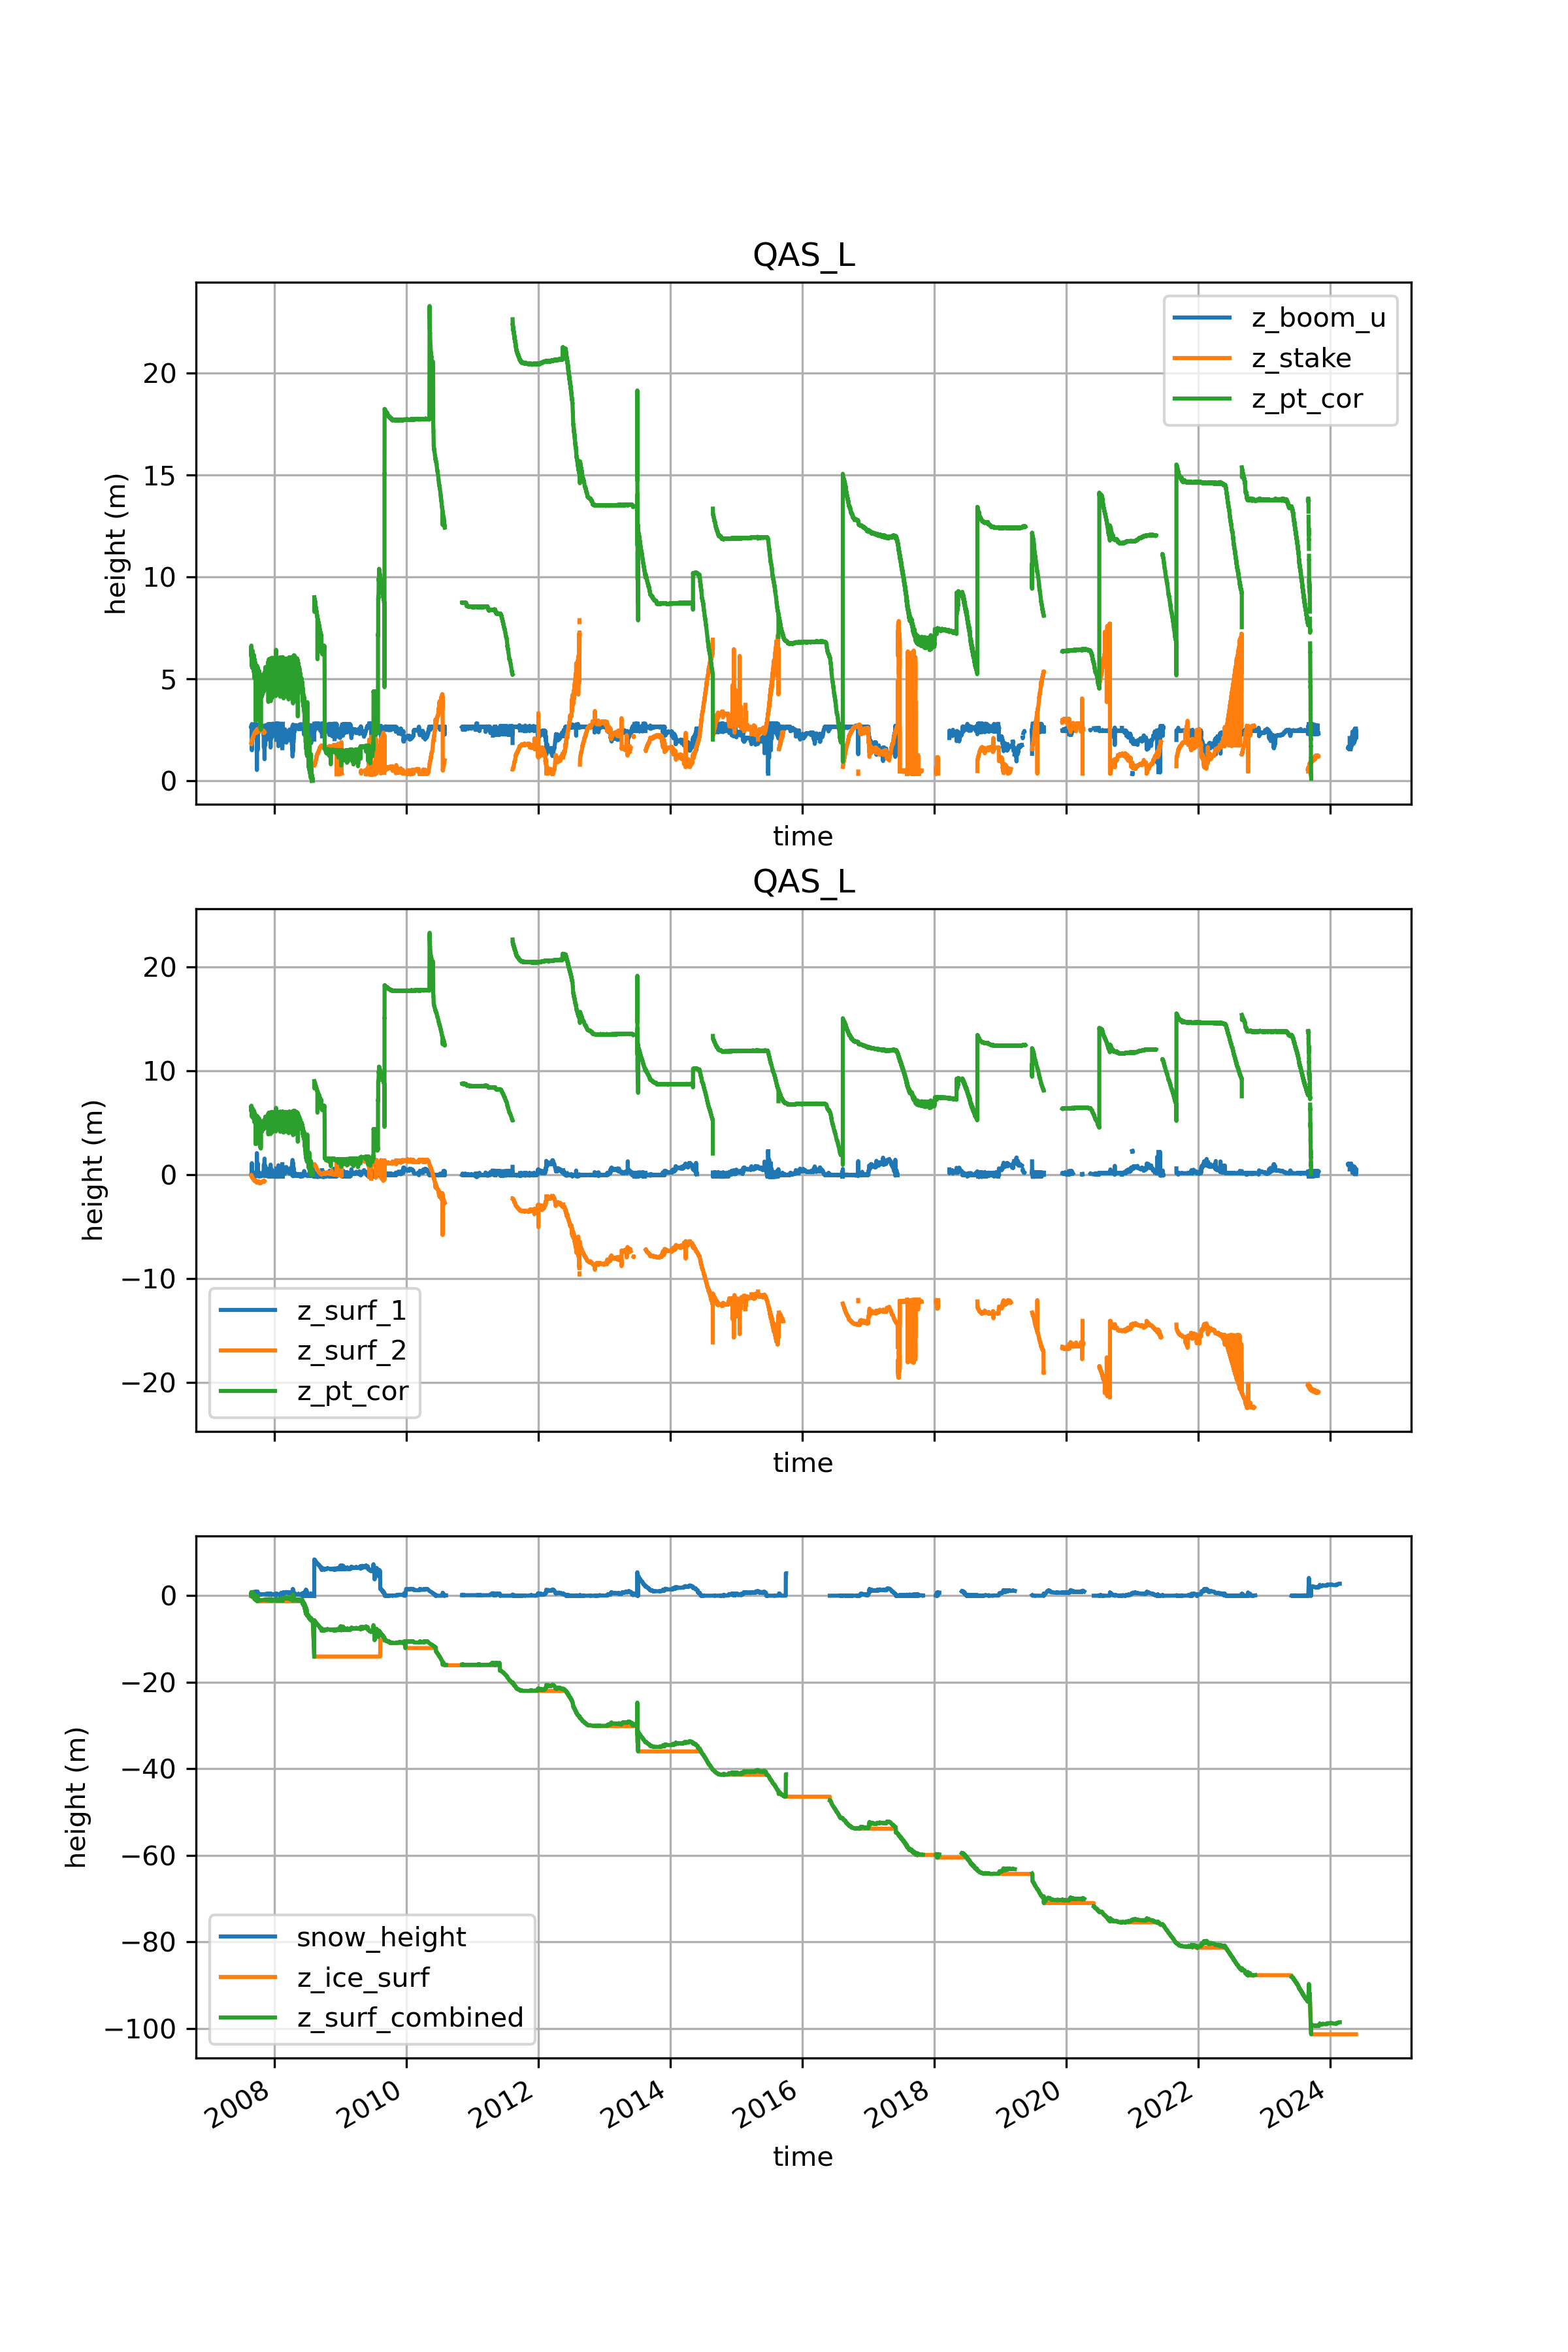 QAS_L
z_boom_u
z_stake
z_pt_cor
20
15
10
5
0
height (m)
time
QAS_L
20
10
0
−10
−20
height (m)
z_surf_1
z_surf_2
z_pt_cor
time
0
−20
−40
−60
−80
−100
height (m)
snow_height
z_ice_surf
z_surf_combined
2008 2010 2012 2014 2016 2018 2020 2022 2024
time